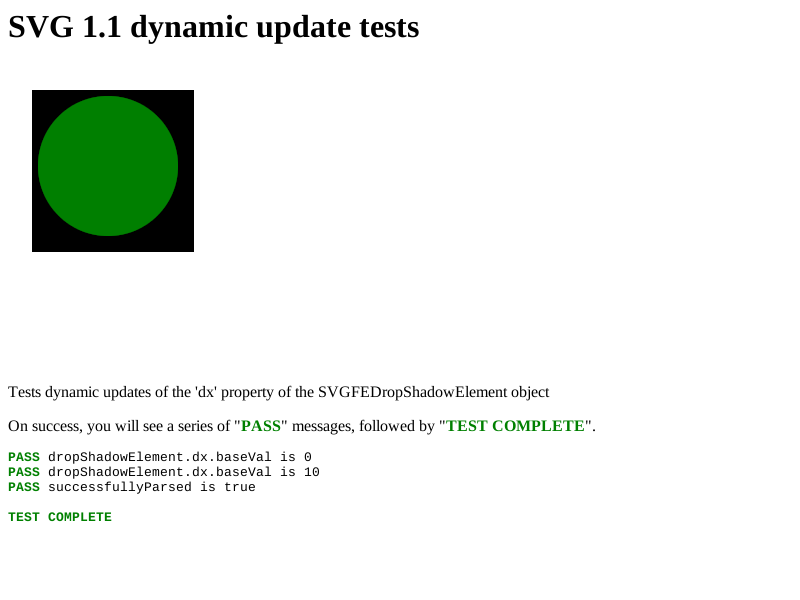 SVG 1.1 dynamic update tests
Tests dynamic updates of the 'dx' property of the SVGFEDropShadowElement object
On success, you will see a series of "PASS" messages, followed by "TEST COMPLETE".
PASS dropShadowElement.dx.baseVal is 0
PASS dropShadowElement.dx.baseVal is 10
PASS successfullyParsed is true
TEST COMPLETE